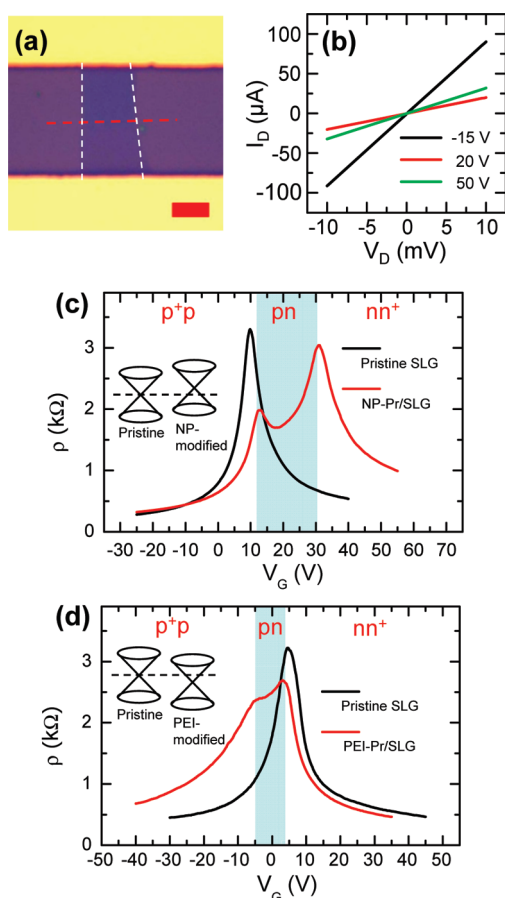 (a)
(b)
100
50
0
-50
-100
I_D (μA)
-15 V
20 V
50 V
-10 -5 0 5 10
V_D (mV)
(c)
p⁺p pn nn⁺
3
2
1
0
ρ (kΩ)
Pristine SLG
NP-Pr/SLG
Pristine
NP-
modified
-30 -20 -10 0 10 20 30 40 50 60 70
V_G (V)
(d)
p⁺p pn nn⁺
3
2
1
0
ρ (kΩ)
Pristine SLG
PEI-Pr/SLG
Pristine
PEI-
modified
-50 -40 -30 -20 -10 0 10 20 30 40 50
V_G (V)